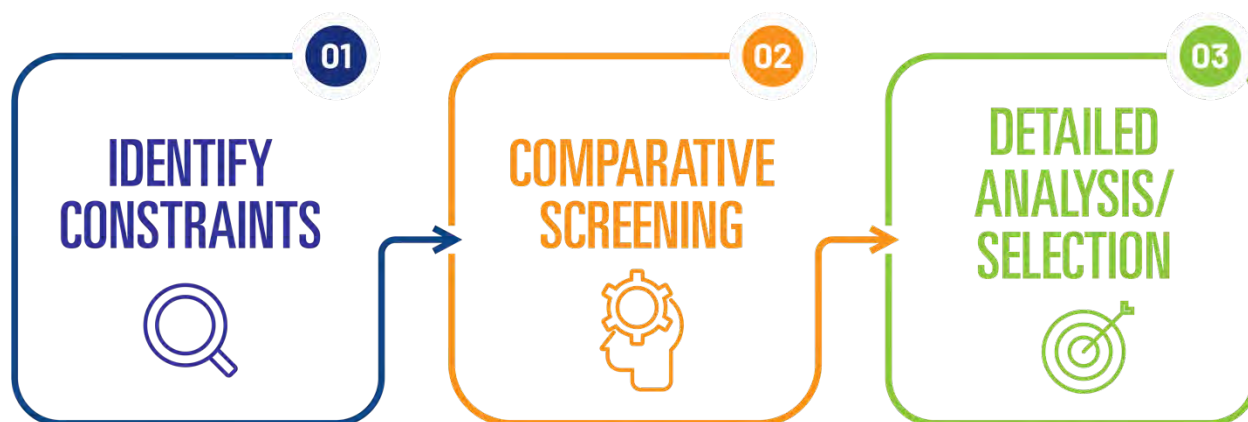 01
IDENTIFY
CONSTRAINTS
02
COMPARATIVE
SCREENING
03
DETAILED
ANALYSIS/
SELECTION